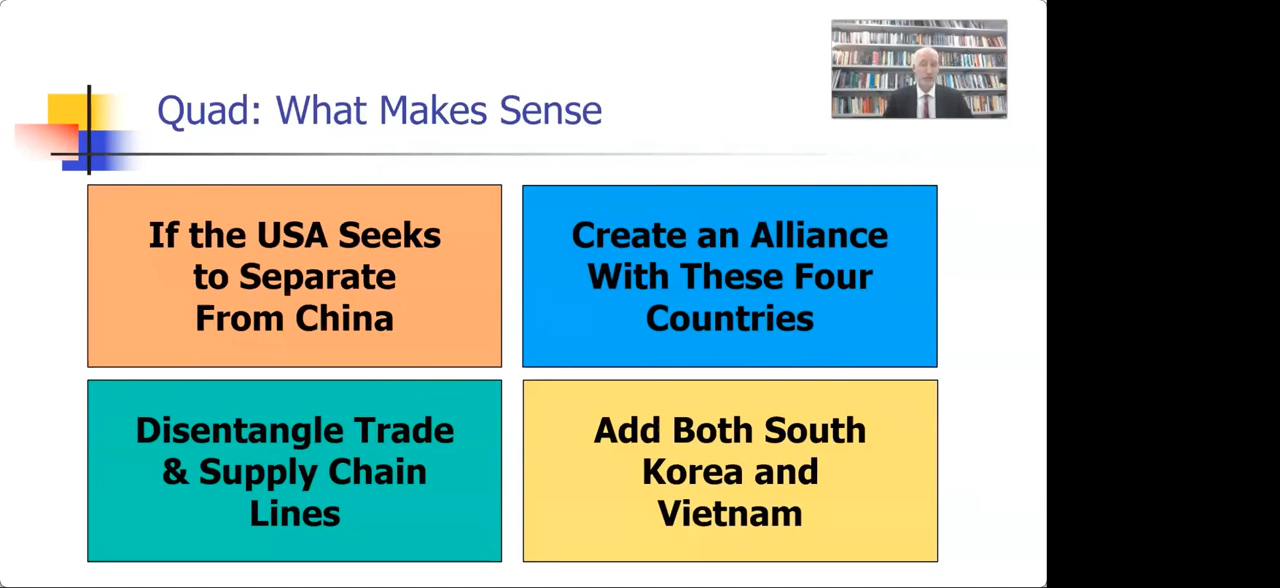 Quad: What Makes Sense
If the USA Seeks
to Separate
From China
Create an Alliance
With These Four
Countries
Disentangle Trade
& Supply Chain
Lines
Add Both South
Korea and
Vietnam